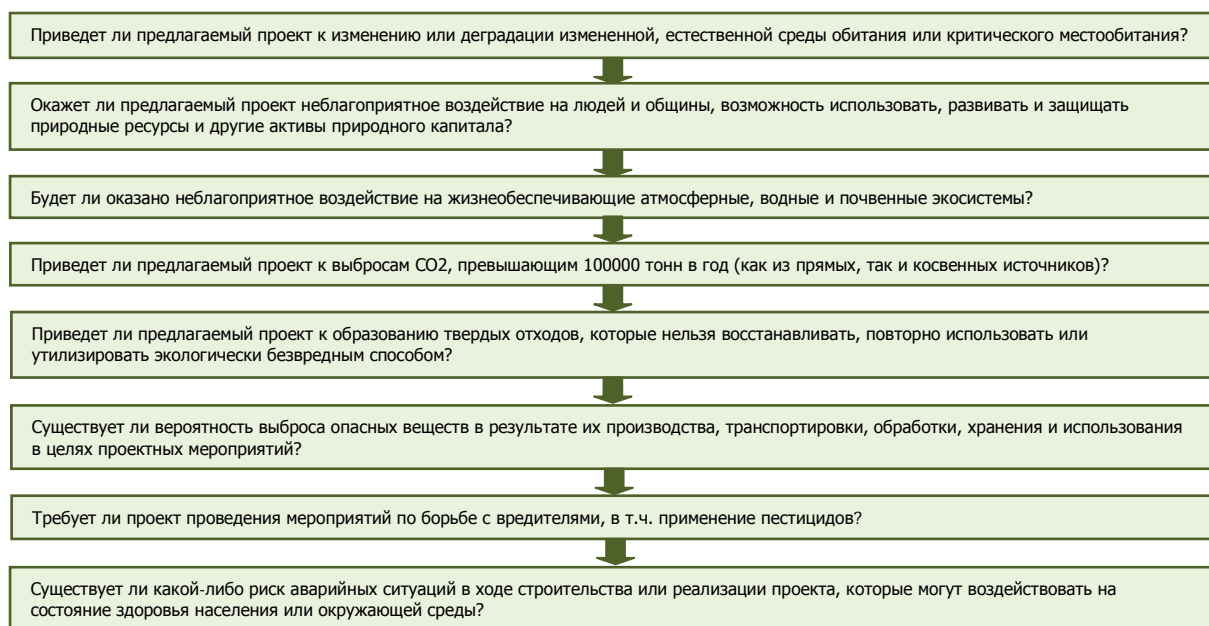 Приведет ли предлагаемый проект к изменению или деградации измененной, естественной среды обитания или критического местообитания?
Окажет ли предлагаемый проект неблагоприятное воздействие на людей и общины, возможность использовать, развивать и защищать
природные ресурсы и другие активы природного капитала?
Будет ли оказано неблагоприятное воздействие на жизнеобеспечивающие атмосферные, водные и почвенные экосистемы?
Приведет ли предлагаемый проект к выбросам CO2, превышающим 100000 тонн в год (как из прямых, так и косвенных источников)?
Приведет ли предлагаемый проект к образованию твердых отходов, которые нельзя восстанавливать, повторно использовать или
утилизировать экологически безвредным способом?
Существует ли вероятность выброса опасных веществ в результате их производства, транспортировки, обработки, хранения и использования
в целях проектных мероприятий?
Требует ли проект проведения мероприятий по борьбе с вредителями, в т.ч. применение пестицидов?
Существует ли какой-либо риск аварийных ситуаций в ходе строительства или реализации проекта, которые могут воздействовать на
состояние здоровья населения или окружающей среды?